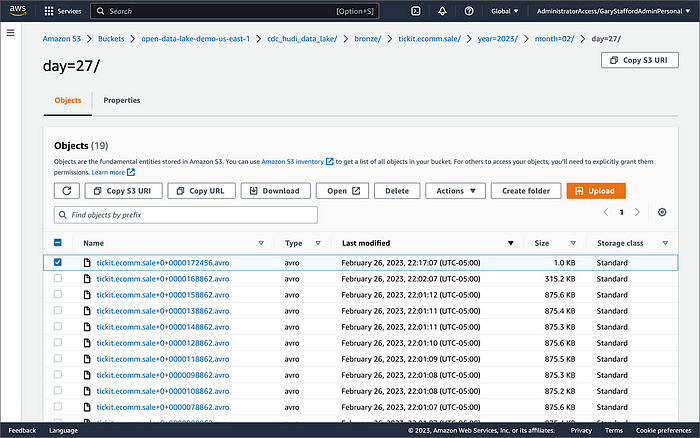 aws
Services
Search
[Option+S]
Global
AdministratorAccess/GaryStaffordAdminPersonal
Amazon S3 > Buckets > open-data-lake-demo-us-east-1 > cdc_hudi_data_lake/ > bronze/ > tickit.ecomm.sale/ > year=2023/ > month=02/ > day=27/
day=27/
Copy S3 URI
Objects
Properties
Objects (19)
Objects are the fundamental entities stored in Amazon S3. You can use Amazon S3 inventory to get a list of all objects in your bucket. For others to access your objects, you'll need to explicitly grant them
permissions. Learn more
Copy S3 URI
Copy URL
Download
Open
Delete
Actions
Create folder
Upload
Find objects by prefix
1
Name Type Last modified Size Storage class
tickit.ecomm.sale+0+0000172456.avro avro February 26, 2023, 22:17:07 (UTC-05:00) 1.0 KB Standard
tickit.ecomm.sale+0+0000168862.avro avro February 26, 2023, 22:02:07 (UTC-05:00) 315.2 KB Standard
tickit.ecomm.sale+0+0000158862.avro avro February 26, 2023, 22:01:12 (UTC-05:00) 875.6 KB Standard
tickit.ecomm.sale+0+0000138862.avro avro February 26, 2023, 22:01:11 (UTC-05:00) 875.4 KB Standard
tickit.ecomm.sale+0+0000148862.avro avro February 26, 2023, 22:01:11 (UTC-05:00) 875.3 KB Standard
tickit.ecomm.sale+0+0000128862.avro avro February 26, 2023, 22:01:10 (UTC-05:00) 875.6 KB Standard
tickit.ecomm.sale+0+0000118862.avro avro February 26, 2023, 22:01:09 (UTC-05:00) 875.5 KB Standard
tickit.ecomm.sale+0+0000098862.avro avro February 26, 2023, 22:01:08 (UTC-05:00) 875.3 KB Standard
tickit.ecomm.sale+0+0000108862.avro avro February 26, 2023, 22:01:08 (UTC-05:00) 875.2 KB Standard
tickit.ecomm.sale+0+0000078862.avro avro February 26, 2023, 22:01:07 (UTC-05:00) 875.6 KB Standard
Feedback Language © 2023, Amazon Web Services, Inc. or its affiliates. Privacy Terms Cookie preferences